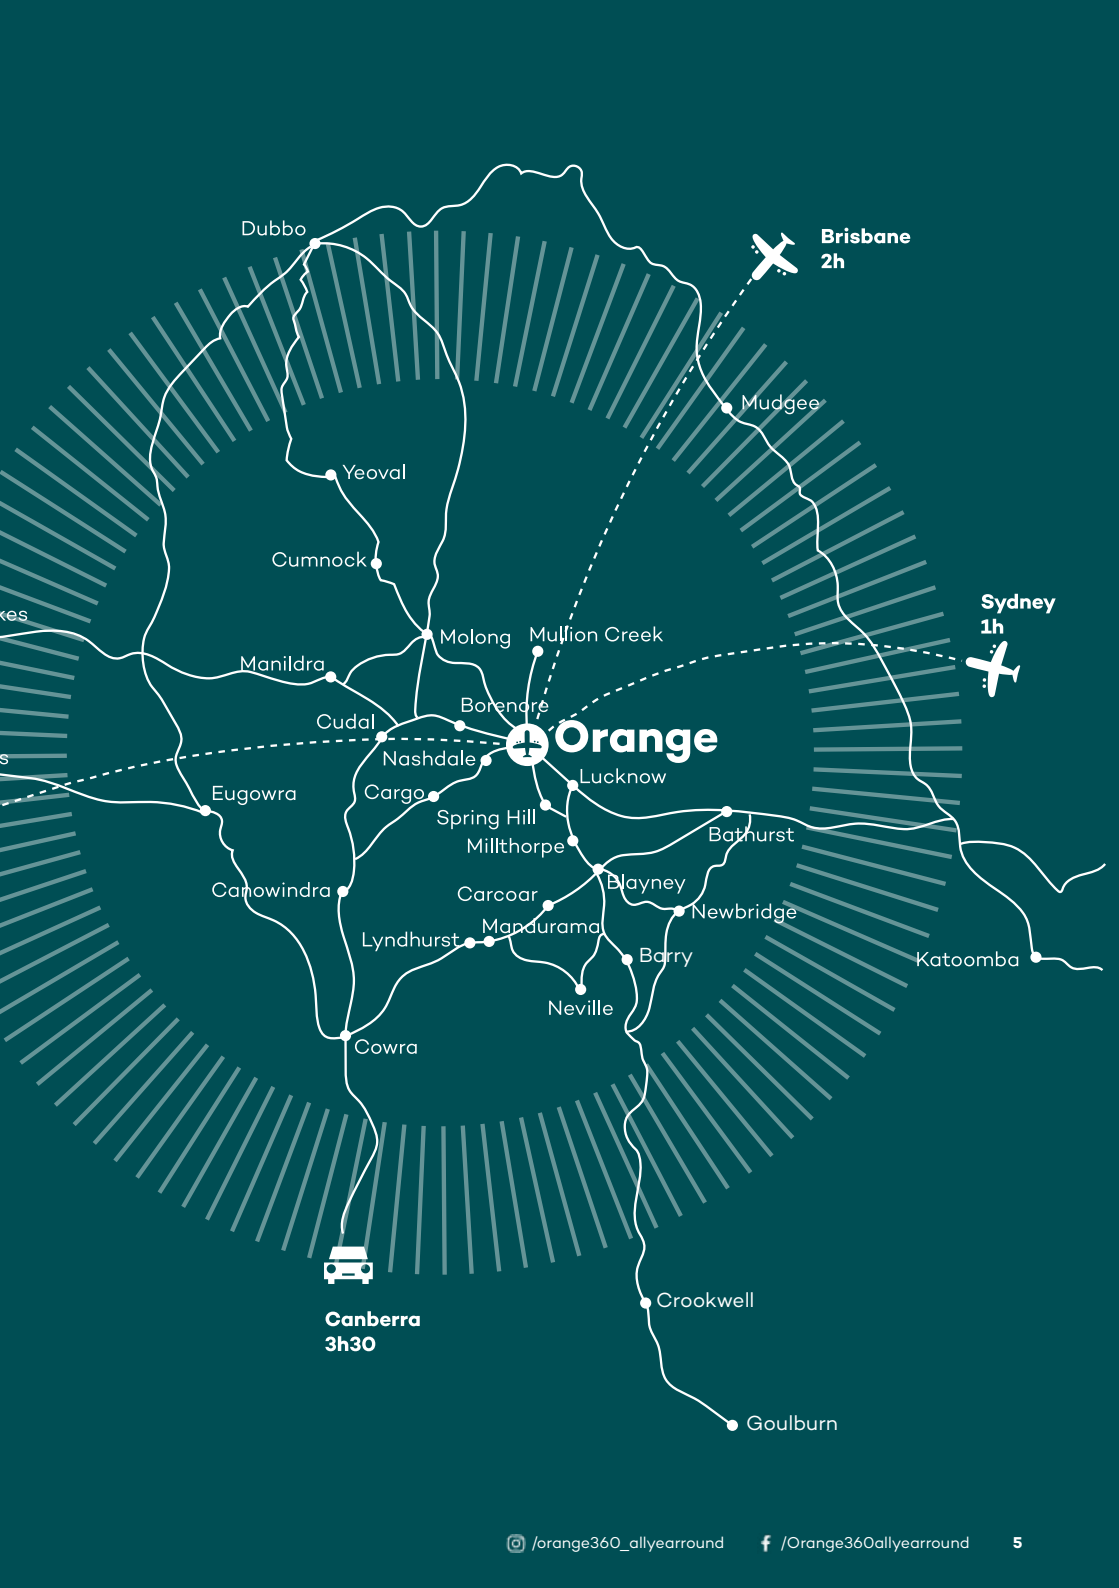 Dubbo
Brisbane
2h
Mudgee
Yeoval
Cumnock
Sydney
1h
kes
Molong
Mullion Creek
Manildra
Borenore
Cudal
Orange
Nashdale
s
Lucknow
Eugowra
Cargo
Spring Hill
Bathurst
Millthorpe
Blayney
Canowindra
Carcoar
Newbridge
Mandurama
Lyndhurst
Barry
Katoomba
Neville
Cowra
Crookwell
Canberra
3h30
Goulburn
/orange360_allyearround
/Orange360allyearround
5